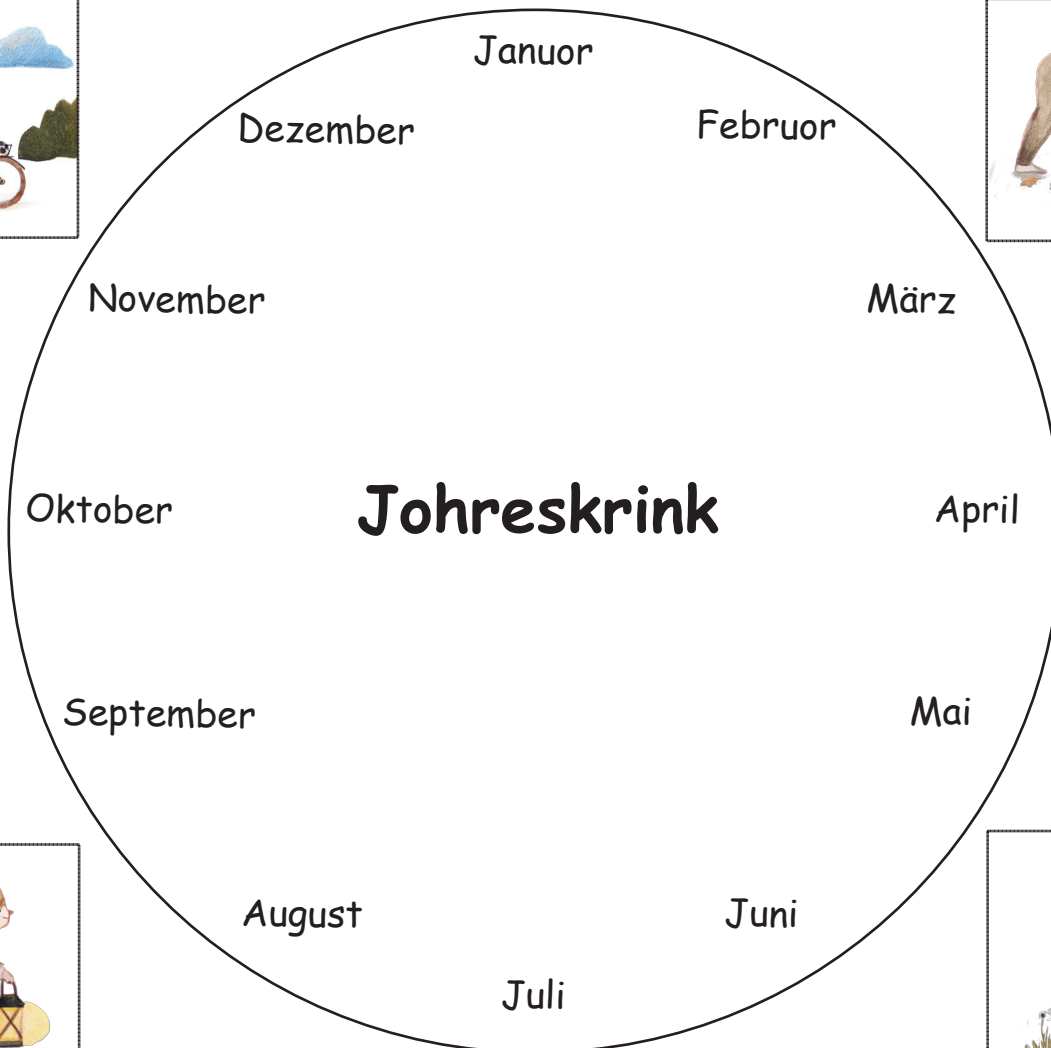 Januor
Dezember
Februor
November
März
Oktober
Johreskrink
April
September
Mai
August
Juni
Juli